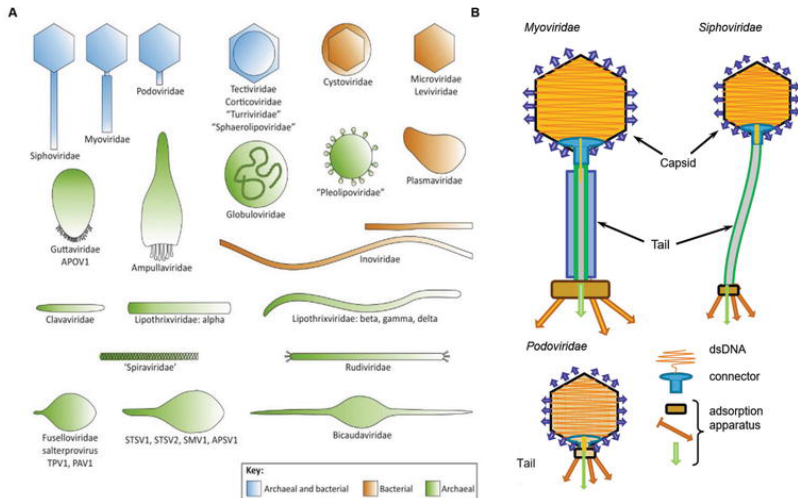 A
Siphoviridae
Myoviridae
Podoviridae
Tectiviridae
Corticoviridae
"Turriviridae"
"Sphaerolipoviridae"
Cystoviridae
Microviridae
Leviviridae
Guttaviridae
APOV1
Ampullaviridae
Globuloviridae
"Pleolipoviridae"
Plasmaviridae
Inoviridae
Clavaviridae
Lipothrixviridae: alpha
Lipothrixviridae: beta, gamma, delta
'Spiraviridae'
Rudiviridae
Fuselloviridae
salterprovirus
TPV1, PAV1
STSV1, STSV2, SMV1, APSV1
Bicaudaviridae
Key:
Archaeal and bacterial
Bacterial
Archaeal
B
Myoviridae
Siphoviridae
Capsid
Tail
Podoviridae
Tail
dsDNA
connector
adsorption
apparatus